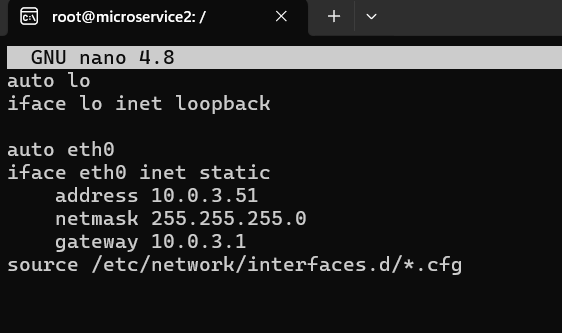 root@microservice2: /
GNU nano 4.8
auto lo
iface lo inet loopback
auto eth0
iface eth0 inet static
address 10.0.3.51
netmask 255.255.255.0
gateway 10.0.3.1
source /etc/network/interfaces.d/*.cfg